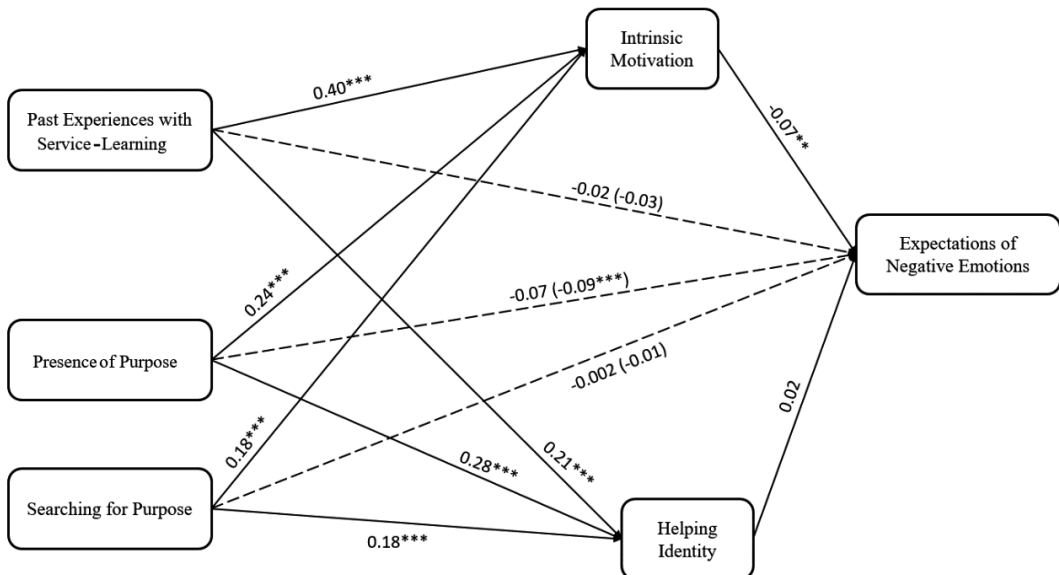 Intrinsic
Motivation
0.40***
-0.07**
Past Experiences with
Service-Learning
-0.02 (-0.03)
Expectations of
Negative Emotions
0.24***
-0.07 (-0.09***)
Presence of Purpose
-0.002 (-0.01)
0.02
0.18***
0.28***
0.21***
Searching for Purpose
0.18***
Helping
Identity